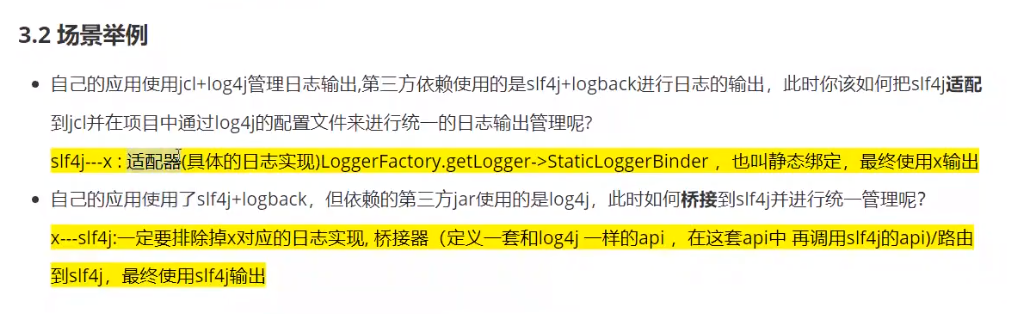 3.2 场景举例
自己的应用使用jcl+log4j管理日志输出,第三方依赖使用的是slf4j+logback进行日志的输出，此时你该如何把slf4j适配
到jcl并在项目中通过log4j的配置文件来进行统一的日志输出管理呢?
slf4j---x : 适配器(具体的日志实现)LoggerFactory.getLogger->StaticLoggerBinder ，也叫静态绑定，最终使用x输出
自己的应用使用了slf4j+logback，但依赖的第三方jar使用的是log4j，此时如何桥接到slf4j并进行统一管理呢?
x---slf4j:一定要排除掉x对应的日志实现, 桥接器（定义一套和log4j 一样的api ，在这套api中 再调用slf4j的api)/路由
到slf4j，最终使用slf4j输出